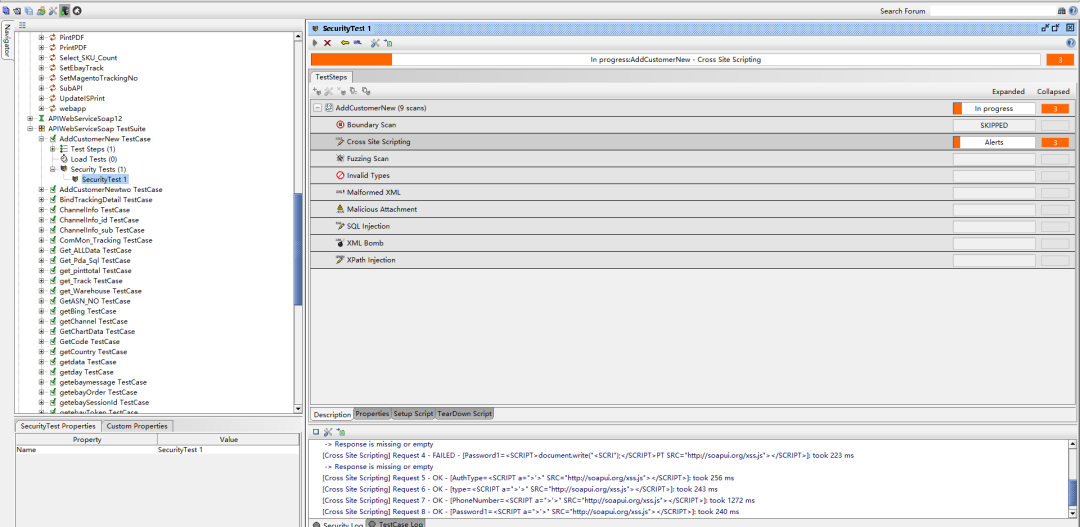 Search Forum
Navigator
PintPDF
PrintPDF
Select_SKU_Count
SetEbayTrack
SetMagentoTrackingNo
SubAPI
UpdateISPrint
webapp
APIWebServiceSoap12
APIWebServiceSoap TestSuite
AddCustomerNew TestCase
Test Steps (1)
Load Tests (0)
Security Tests (1)
SecurityTest 1
AddCustomerNewtwo TestCase
BindTrackingDetail TestCase
ChannelInfo TestCase
ChannelInfo_id TestCase
ChannelInfo_sub TestCase
ComMon_Tracking TestCase
Get_ALLData TestCase
Get_Pda_Sql TestCase
get_pinttotal TestCase
get_Track TestCase
get_Warehouse TestCase
GetASN_NO TestCase
getBing TestCase
getChannel TestCase
GetChartData TestCase
GetCode TestCase
getCountry TestCase
getdata TestCase
getday TestCase
getebaymessage TestCase
getebayOrder TestCase
getebaySessionId TestCase
getebayToken TestCase
SecurityTest Properties Custom Properties
Property Value
Name SecurityTest 1
SecurityTest 1
In progress:AddCustomerNew - Cross Site Scripting 3
TestSteps
Expanded Collapsed
AddCustomerNew (9 scans) In progress 3
Boundary Scan SKIPPED
Cross Site Scripting Alerts 3
Fuzzing Scan
Invalid Types
Malformed XML
Malicious Attachment
SQL Injection
XML Bomb
XPath Injection
Description Properties Setup Script TearDown Script
-> Response is missing or empty
[Cross Site Scripting] Request 4 - FAILED - [Password1=<SCRIPT>document.write("<SCRI");</SCRIPT>PT SRC="http://soapui.org/xss.js"></SCRIPT>]: took 223 ms
-> Response is missing or empty
[Cross Site Scripting] Request 5 - OK - [AuthType=<SCRIPT a=">'>" SRC="http://soapui.org/xss.js"></SCRIPT>]: took 256 ms
[Cross Site Scripting] Request 6 - OK - [type=<SCRIPT a=">'>" SRC="http://soapui.org/xss.js"></SCRIPT>]: took 243 ms
[Cross Site Scripting] Request 7 - OK - [PhoneNumber=<SCRIPT a=">'>" SRC="http://soapui.org/xss.js"></SCRIPT>]: took 1272 ms
[Cross Site Scripting] Request 8 - OK - [Password1=<SCRIPT a=">'>" SRC="http://soapui.org/xss.js"></SCRIPT>]: took 240 ms
Security Log TestCase Log